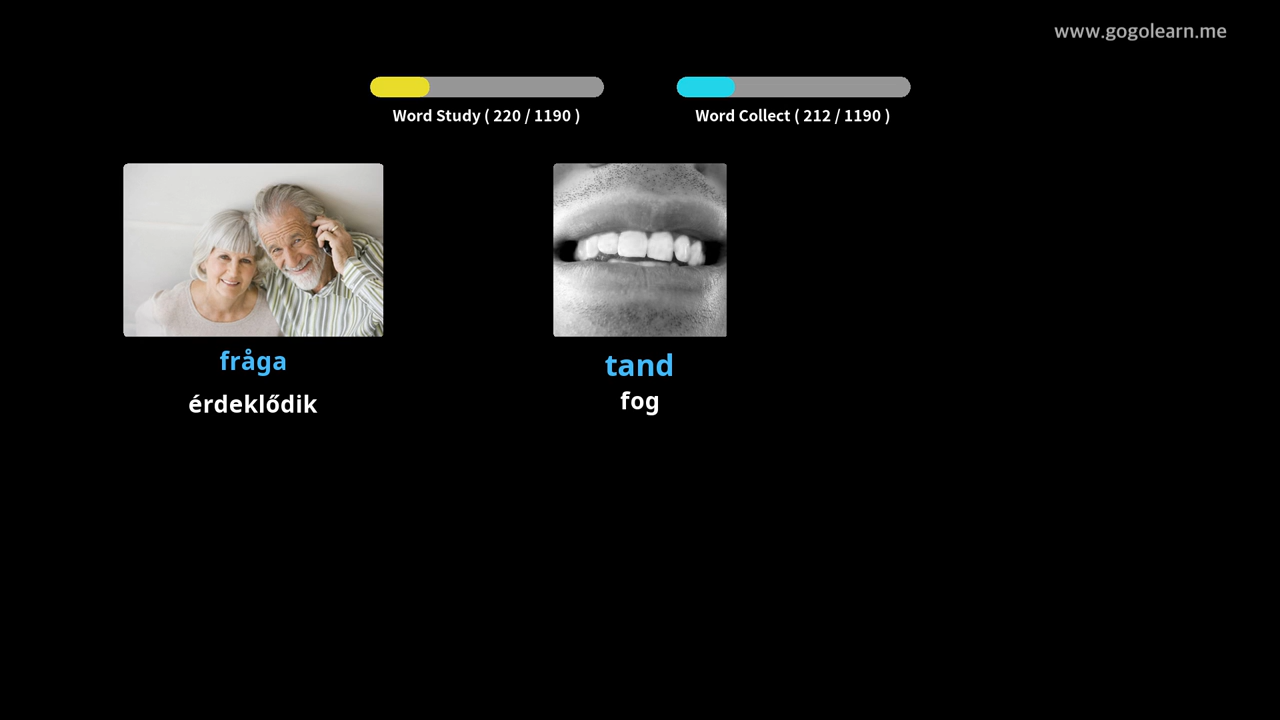 www.gogolearn.me
Word Study ( 220 / 1190 )
Word Collect ( 212 / 1190 )
fråga
érdeklődik
tand
fog